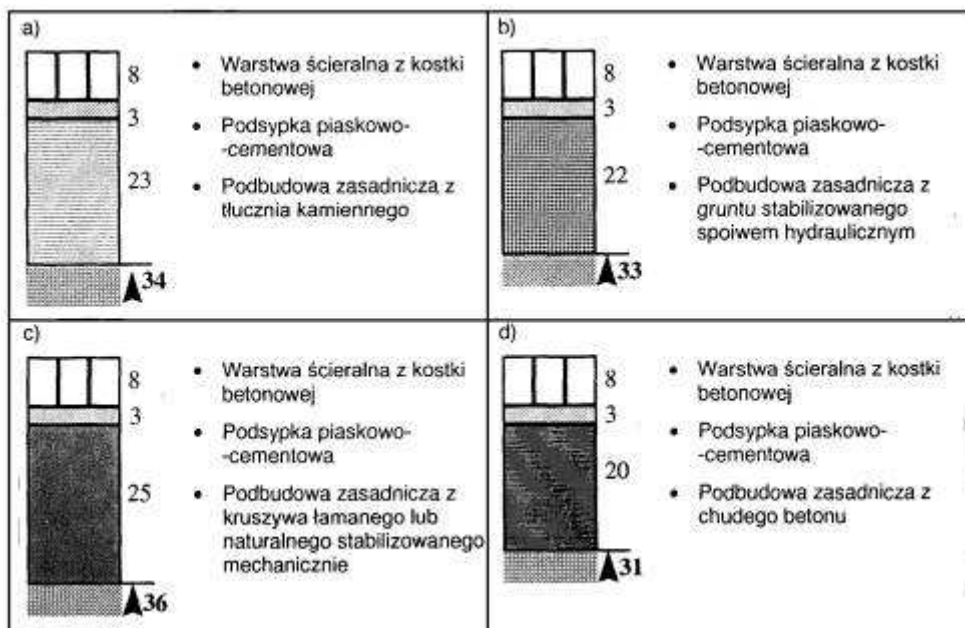 a)
8
3
23
34
• Warstwa ścieralna z kostki
betonowej
• Podsypka piaskowo-
-cementowa
• Podbudowa zasadnicza z
tłucznia kamiennego
b)
8
3
22
33
• Warstwa ścieralna z kostki
betonowej
• Podsypka piaskowo-
-cementowa
• Podbudowa zasadnicza z
gruntu stabilizowanego
spoiwem hydraulicznym
c)
8
3
25
36
• Warstwa ścieralna z kostki
betonowej
• Podsypka piaskowo-
-cementowa
• Podbudowa zasadnicza z
kruszywa łamanego lub
naturalnego stabilizowanego
mechanicznie
d)
8
3
20
31
• Warstwa ścieralna z kostki
betonowej
• Podsypka piaskowo-
-cementowa
• Podbudowa zasadnicza z
chudego betonu